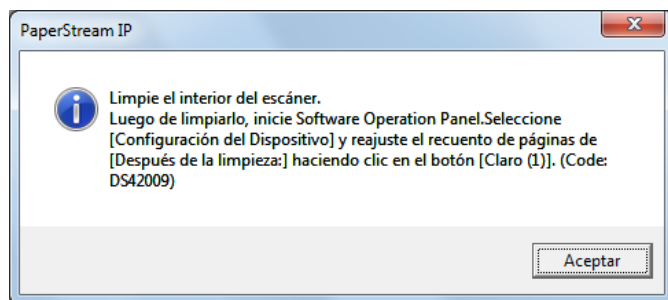 PaperStream IP
Limpie el interior del escáner.
Luego de limpiarlo, inicie Software Operation Panel.Seleccione
[Configuración del Dispositivo] y reajuste el recuento de páginas de
[Después de la limpieza:] haciendo clic en el botón [Claro (1)]. (Code:
DS42009)
Aceptar